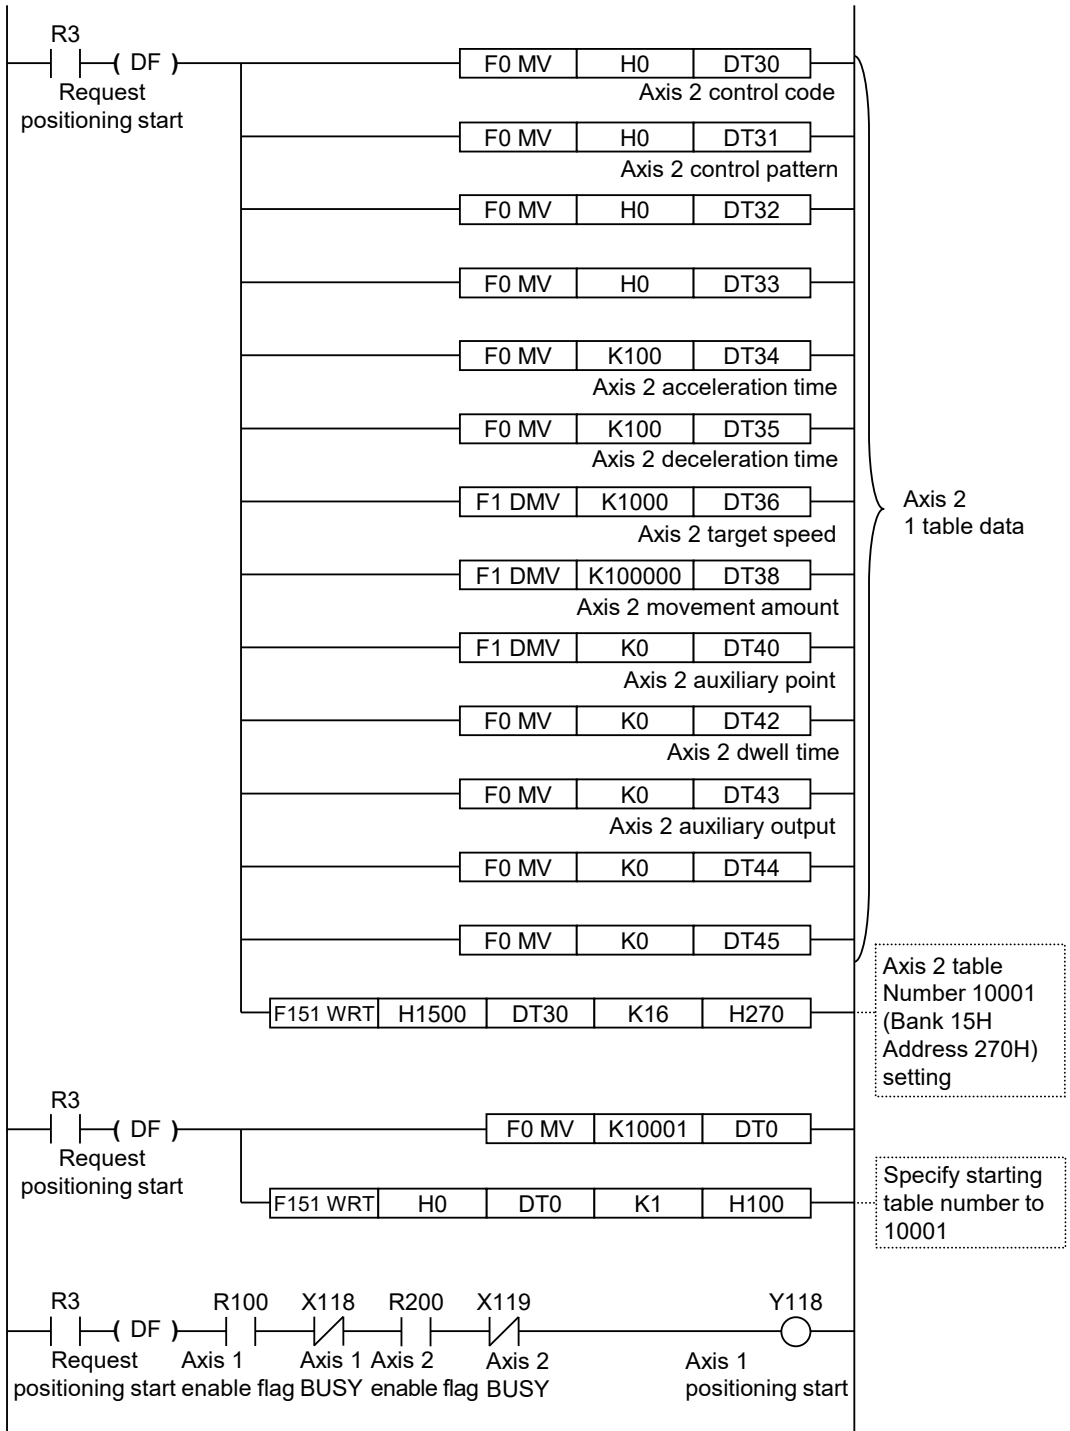 R3
( DF )
F0 MV H0 DT30
Request
positioning start
Axis 2 control code
F0 MV H0 DT31
Axis 2 control pattern
F0 MV H0 DT32
F0 MV H0 DT33
F0 MV K100 DT34
Axis 2 acceleration time
F0 MV K100 DT35
Axis 2 deceleration time
F1 DMV K1000 DT36
Axis 2 target speed
Axis 2
1 table data
F1 DMV K100000 DT38
Axis 2 movement amount
F1 DMV K0 DT40
Axis 2 auxiliary point
F0 MV K0 DT42
Axis 2 dwell time
F0 MV K0 DT43
Axis 2 auxiliary output
F0 MV K0 DT44
F0 MV K0 DT45
F151 WRT H1500 DT30 K16 H270
Axis 2 table
Number 10001
(Bank 15H
Address 270H)
setting
R3
( DF )
F0 MV K10001 DT0
Request
positioning start
F151 WRT H0 DT0 K1 H100
Specify starting
table number to
10001
R3 R100 X118 R200 X119 Y118
( DF )
Request Axis 1 Axis 1 Axis 2 Axis 2 Axis 1
positioning start enable flag BUSY enable flag BUSY positioning start